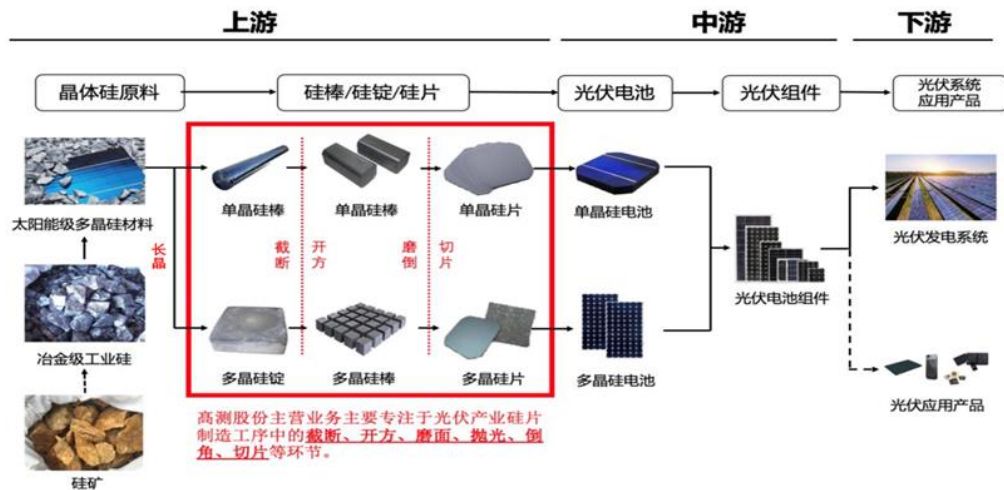 上游
中游
下游
晶体硅原料
硅棒/硅锭/硅片
光伏电池
光伏组件
光伏系统
应用产品
太阳能级多晶硅材料
单晶硅棒
单晶硅棒
单晶硅片
单晶硅电池
光伏发电系统
长晶
截断
开方
磨倒
切片
光伏电池组件
冶金级工业硅
多晶硅锭
多晶硅棒
多晶硅片
多晶硅电池
光伏应用产品
高测股份主营业务主要专注于光伏产业硅片
制造工序中的截断、开方、磨面、抛光、倒
角、切片等环节。
硅矿